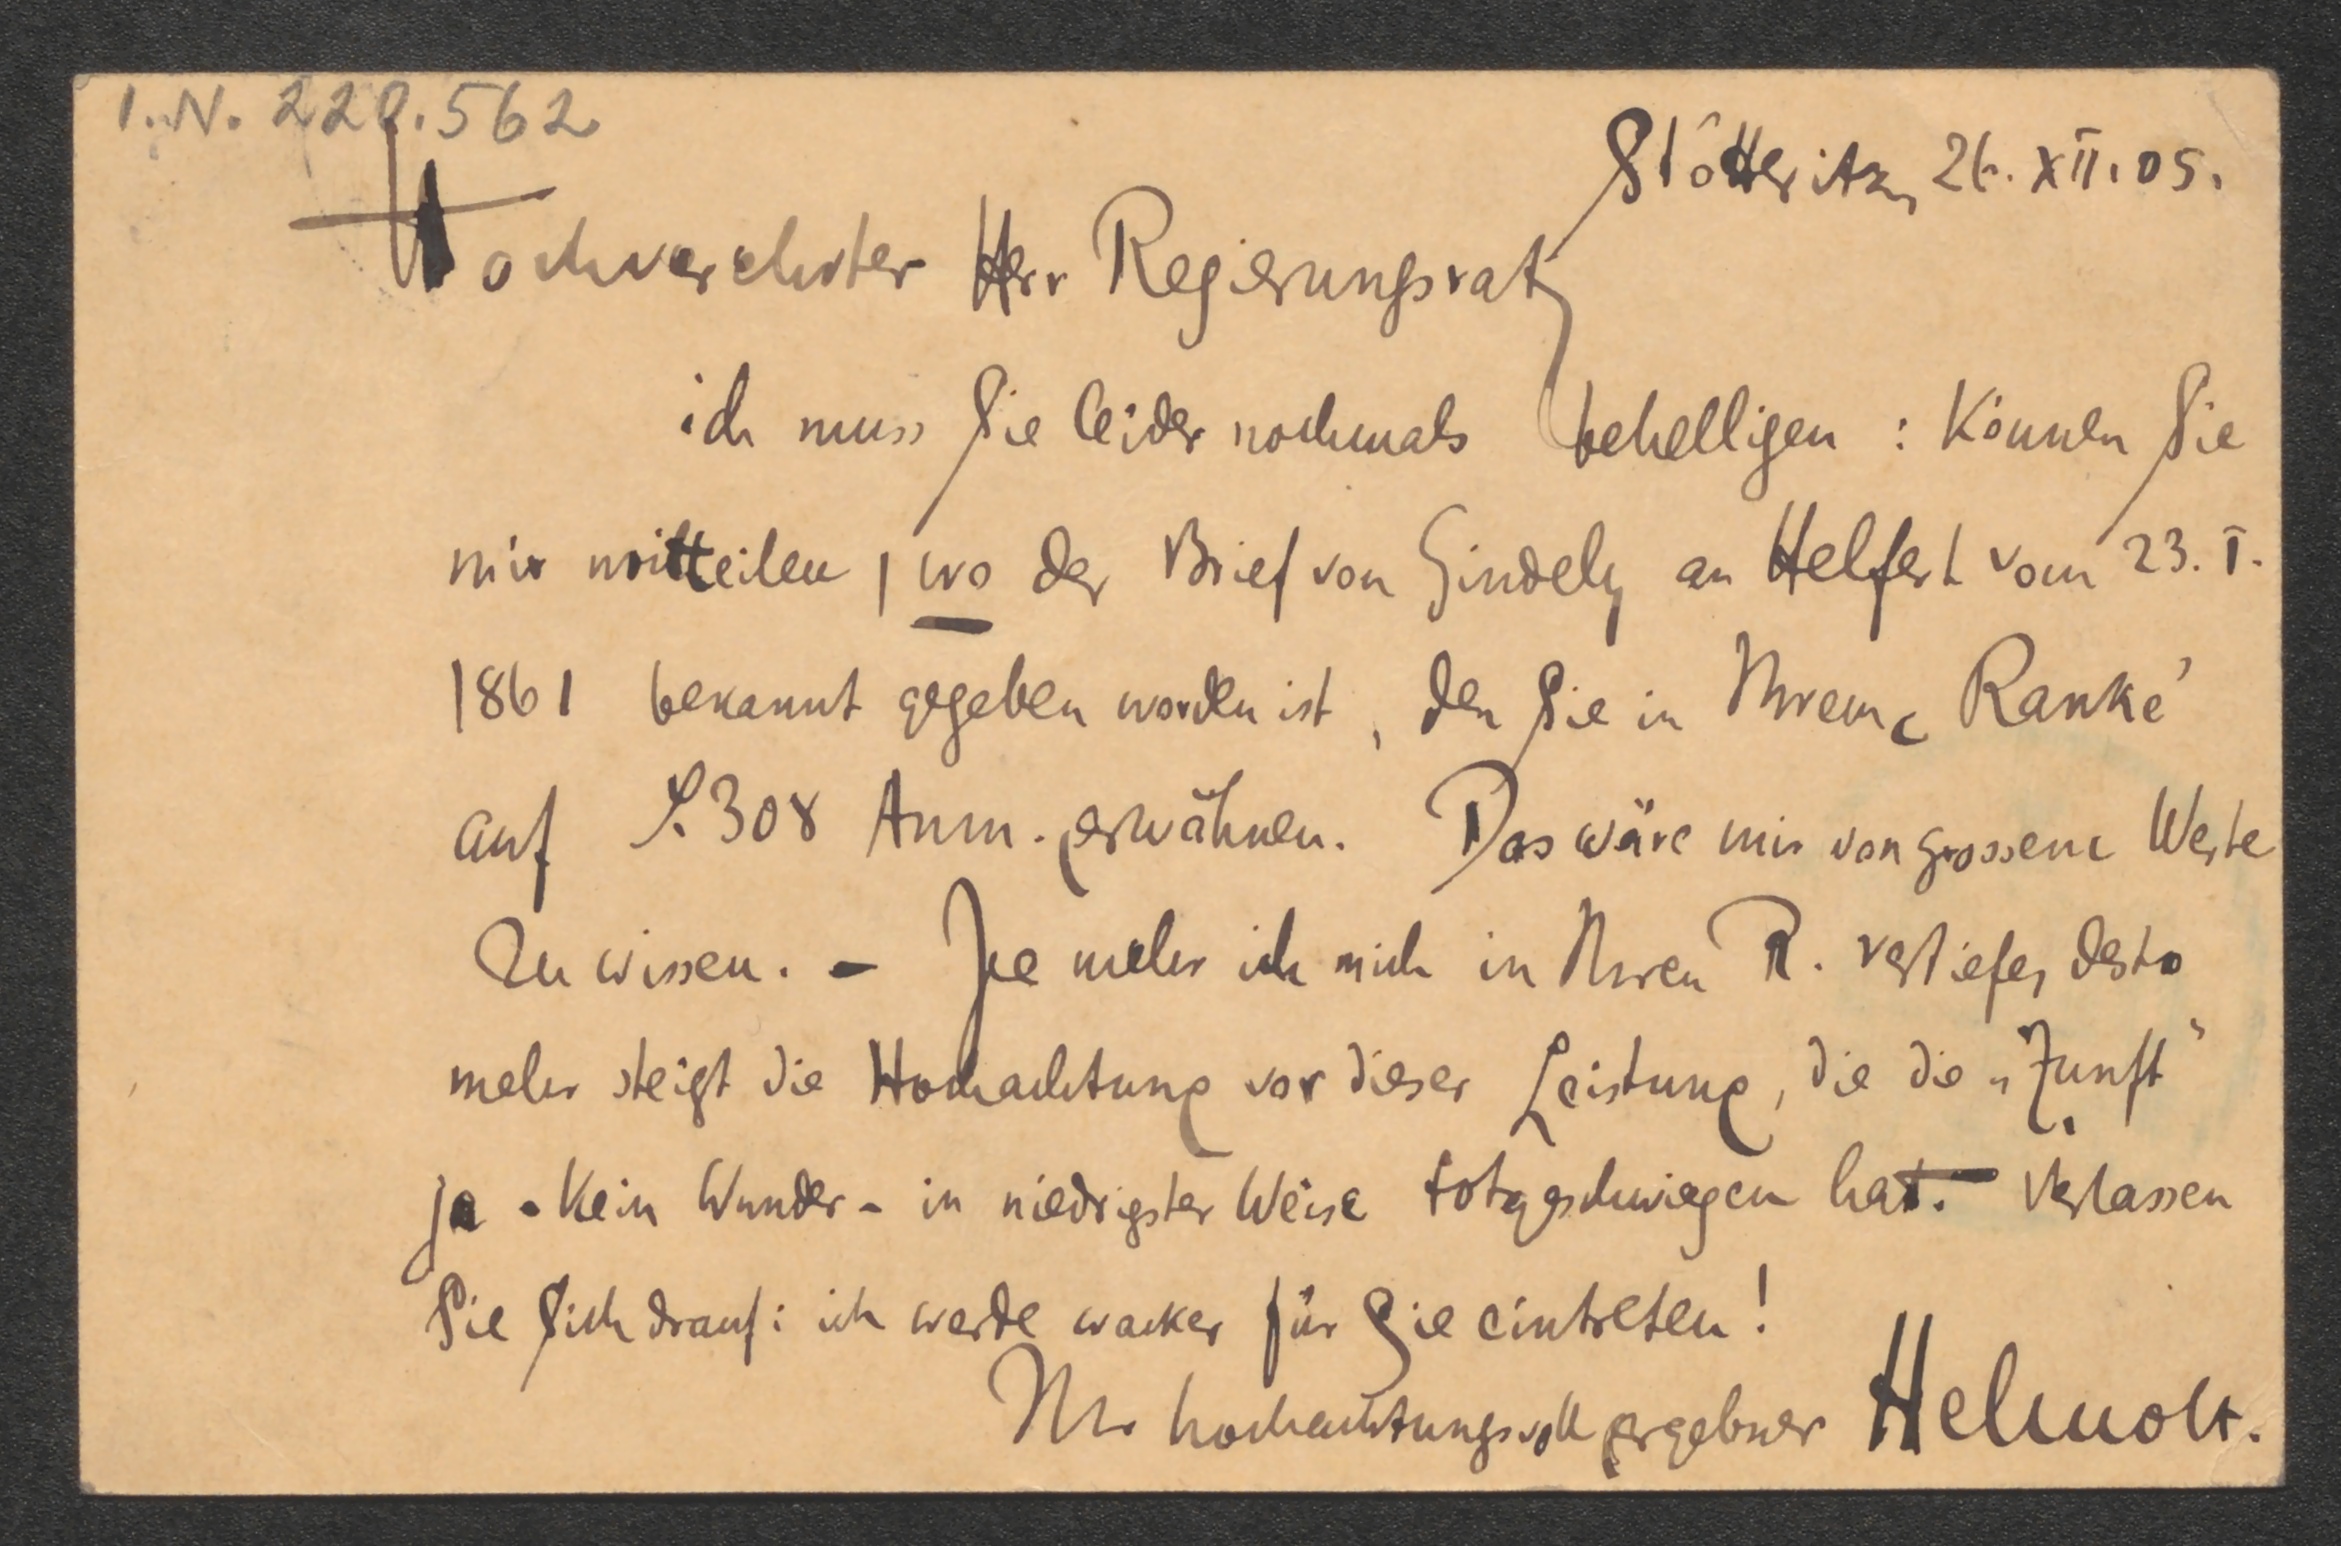 I.N. 220.562
Stötteritz, 26. XII. 05.
Hochverehrter Herr Regierungsrat,
ich muss Sie leider nochmals behelligen: Können Sie
mir mitteilen, wo der Brief von Gindely an Helfert vom 23. I.
1861 bekannt gegeben worden ist, den Sie in Ihrem ‚Ranke'
auf S. 308 Anm. erwähnen. Das wäre mir von grossem Werte
zu wissen. - Je mehr ich mich in Ihren R. vertiefe, desto
mehr steigt die Hochachtung vor dieser Leistung, die die „Zunft"
ja - kein Wunder - in niedrigster Weise totgeschwiegen hat. - Verlassen
Sie Sich drauf: ich werde wacker für Sie eintreten!
Ihr hochachtungsvoll ergebner Helmolt.